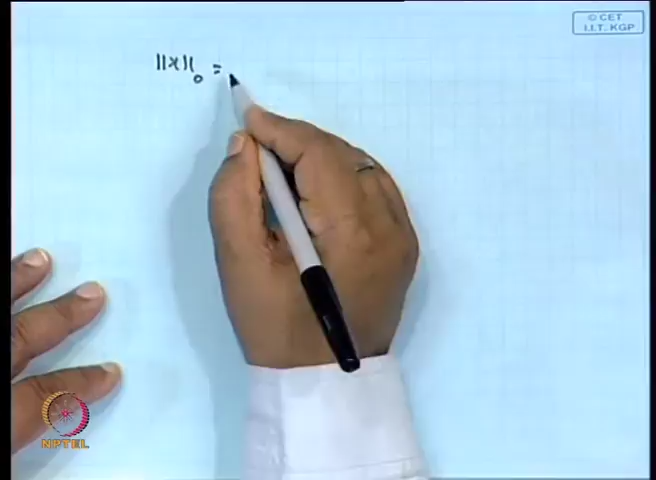 © CET
I.I.T. KGP
||x||₀ =
NPTEL